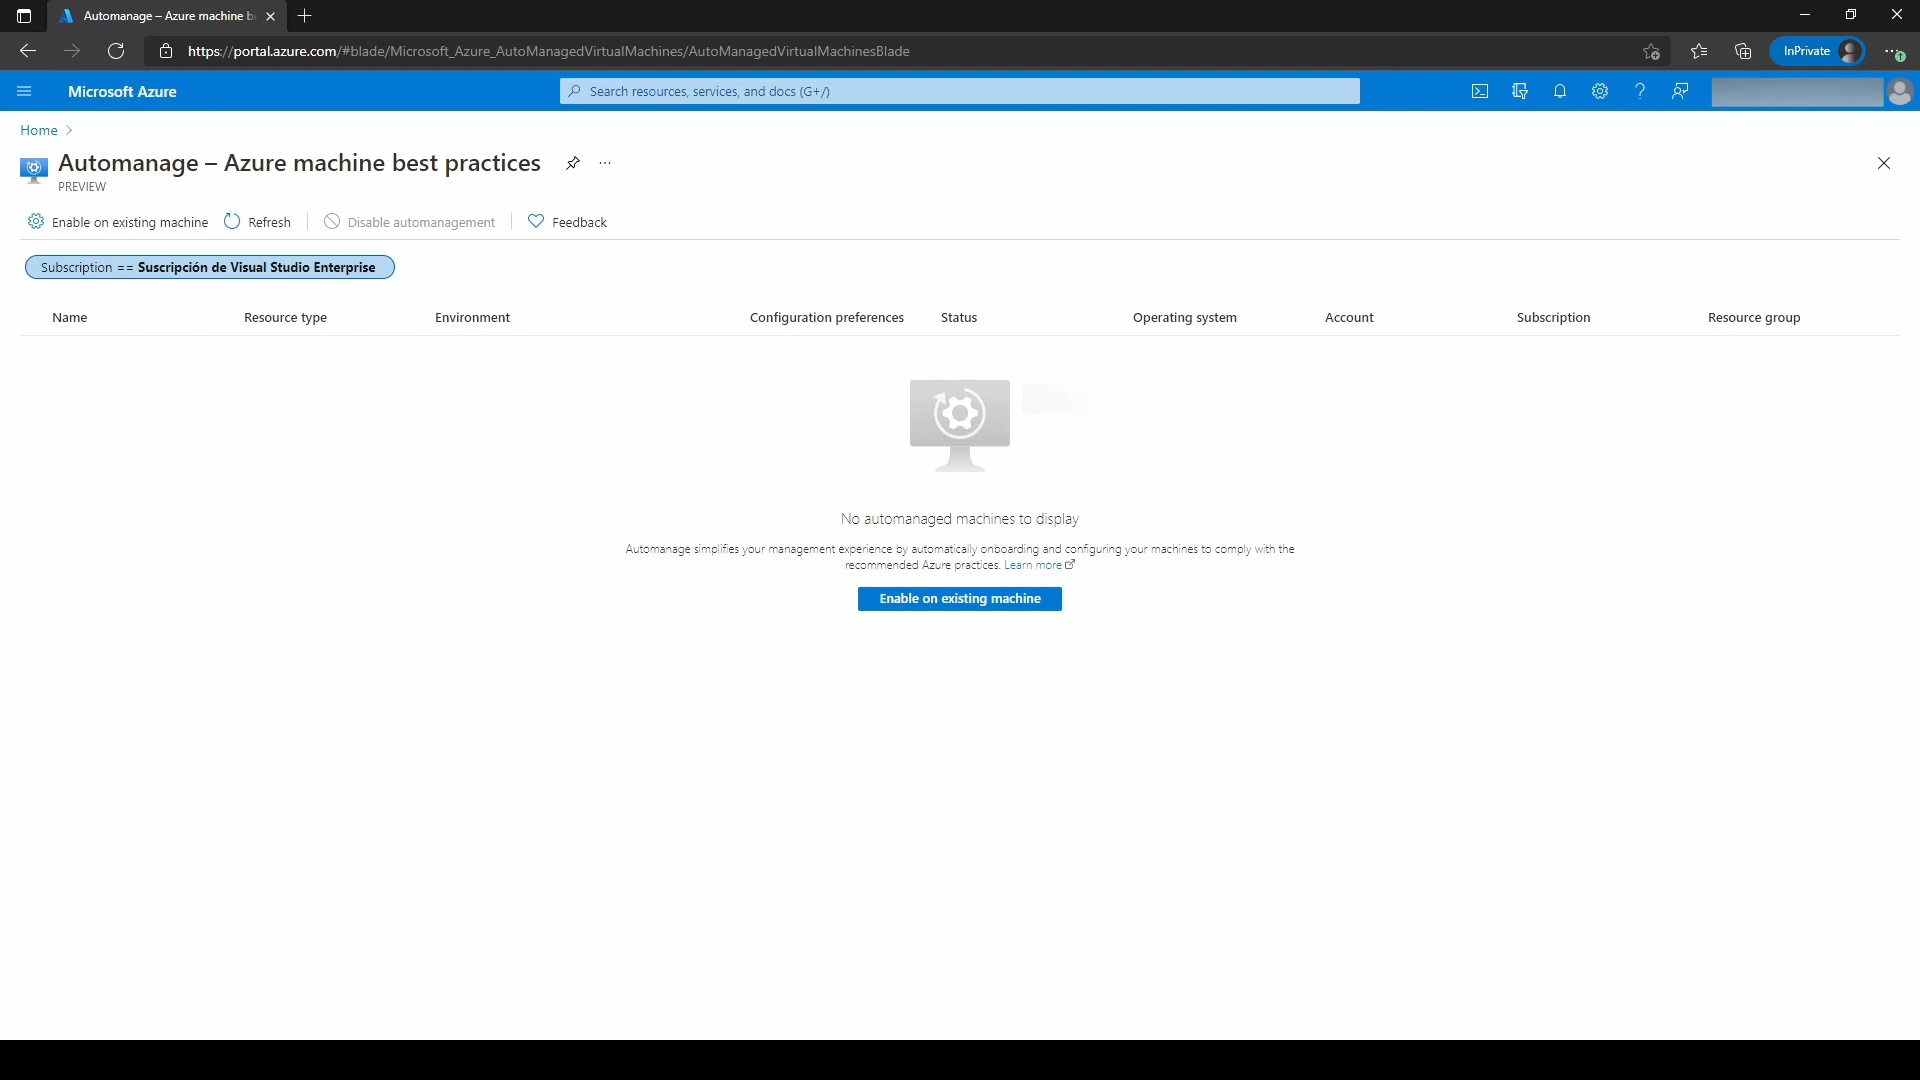 Automanage – Azure machine b
https://portal.azure.com/#blade/Microsoft_Azure_AutoManagedVirtualMachines/AutoManagedVirtualMachinesBlade
InPrivate
Microsoft Azure
Search resources, services, and docs (G+/)
Home
Automanage – Azure machine best practices
PREVIEW
Enable on existing machine
Refresh
Disable automanagement
Feedback
Subscription == Suscripción de Visual Studio Enterprise
Name
Resource type
Environment
Configuration preferences
Status
Operating system
Account
Subscription
Resource group
No automanaged machines to display
Automanage simplifies your management experience by automatically onboarding and configuring your machines to comply with the
recommended Azure practices. Learn more
Enable on existing machine